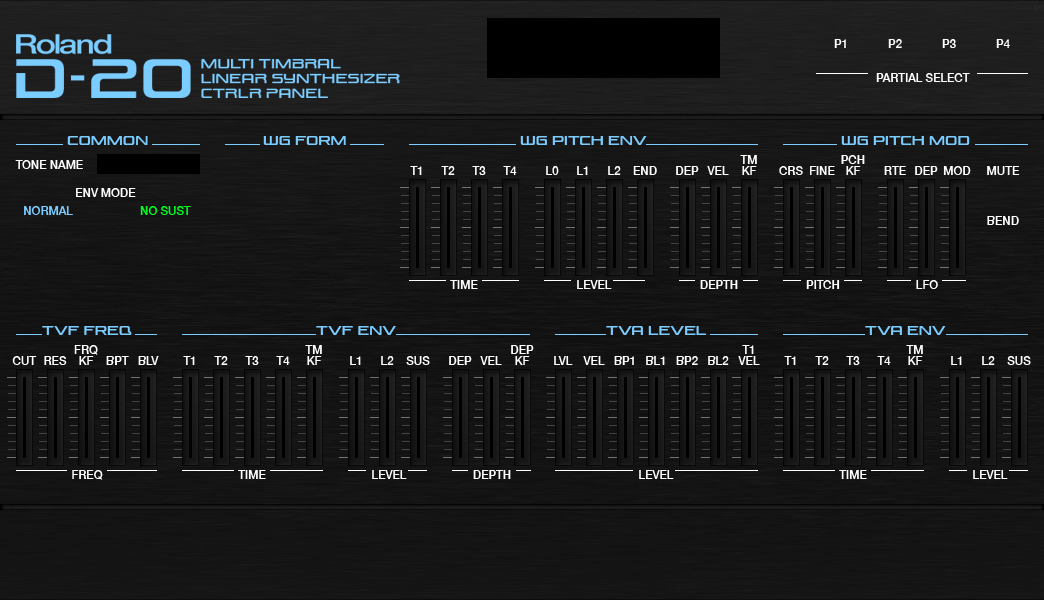 Roland
D-20
MULTI TIMBRAL
LINEAR SYNTHESIZER
CTRLR PANEL
P1 P2 P3 P4
PARTIAL SELECT
COMMON
TONE NAME
ENV MODE
NORMAL NO SUST
WG FORM
WG PITCH ENV
T1 T2 T3 T4 L0 L1 L2 END DEP VEL TM KF
TIME LEVEL DEPTH
WG PITCH MOD
CRS FINE PCH KF RTE DEP MOD MUTE
BEND
PITCH LFO
TVF FREQ
CUT RES FRQ KF BPT BLV
FREQ
TVF ENV
T1 T2 T3 T4 TM KF L1 L2 SUS DEP VEL DEP KF
TIME LEVEL DEPTH
TVA LEVEL
LVL VEL BP1 BL1 BP2 BL2 T1 VEL
LEVEL
TVA ENV
T1 T2 T3 T4 TM KF L1 L2 SUS
TIME LEVEL